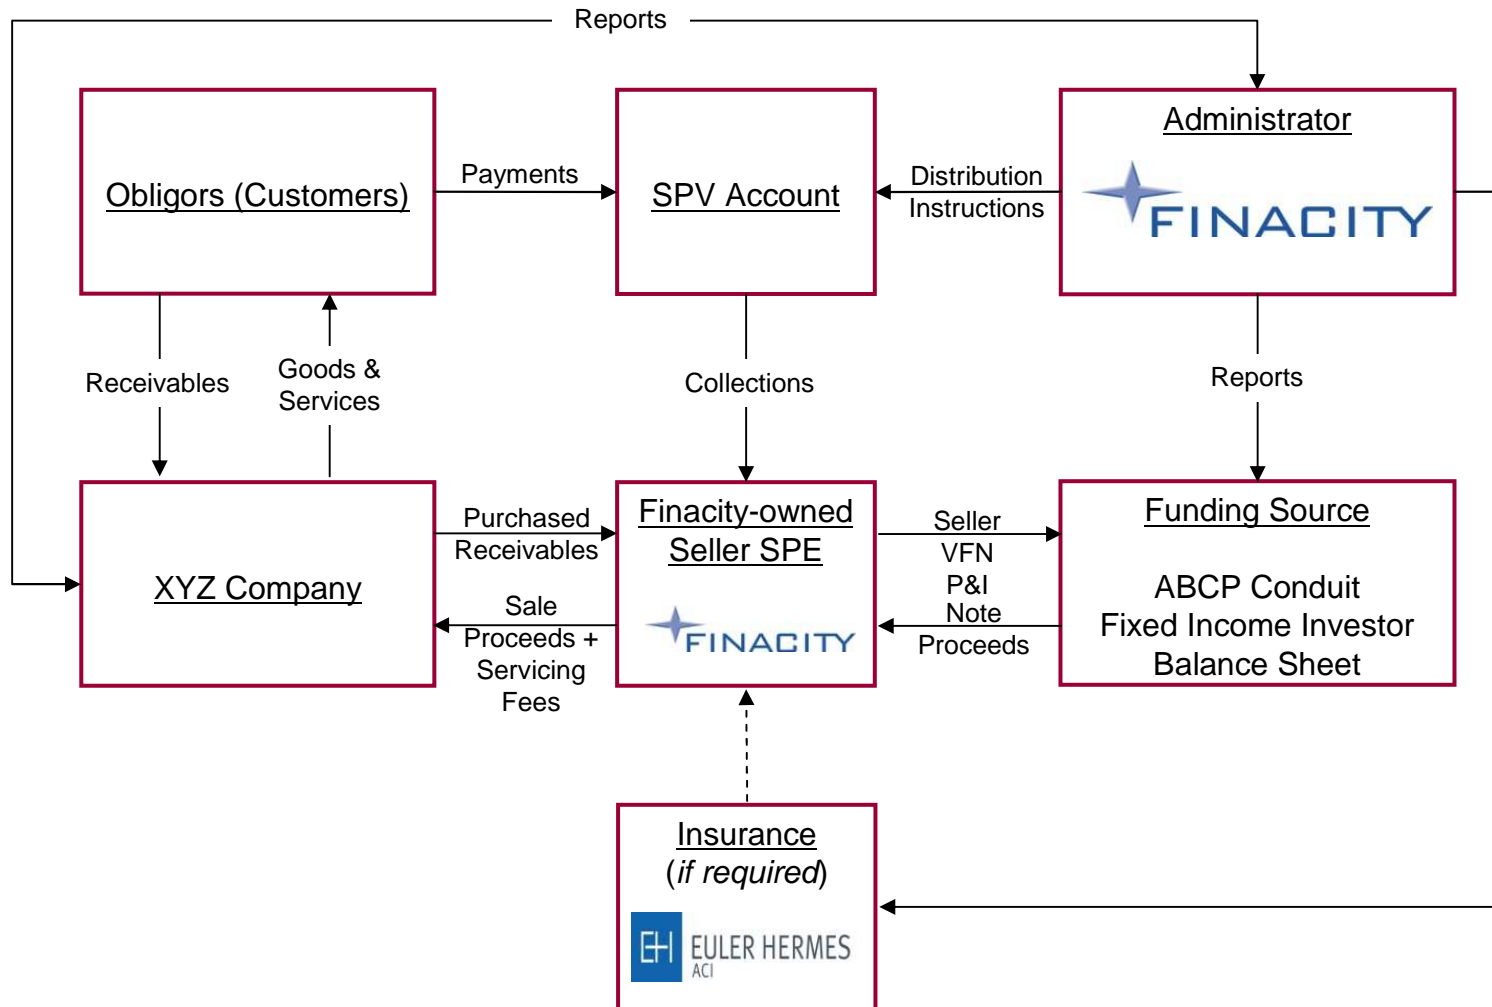 Reports
Administrator
FINACITY
Obligors (Customers)
Payments
SPV Account
Distribution
Instructions
Receivables
Goods &
Services
Collections
Reports
XYZ Company
Purchased
Receivables
Sale
Proceeds +
Servicing
Fees
Finacity-owned
Seller SPE
FINACITY
Seller
VFN
P&I
Note
Proceeds
Funding Source
ABCP Conduit
Fixed Income Investor
Balance Sheet
Insurance
(if required)
EH EULER HERMES
ACI